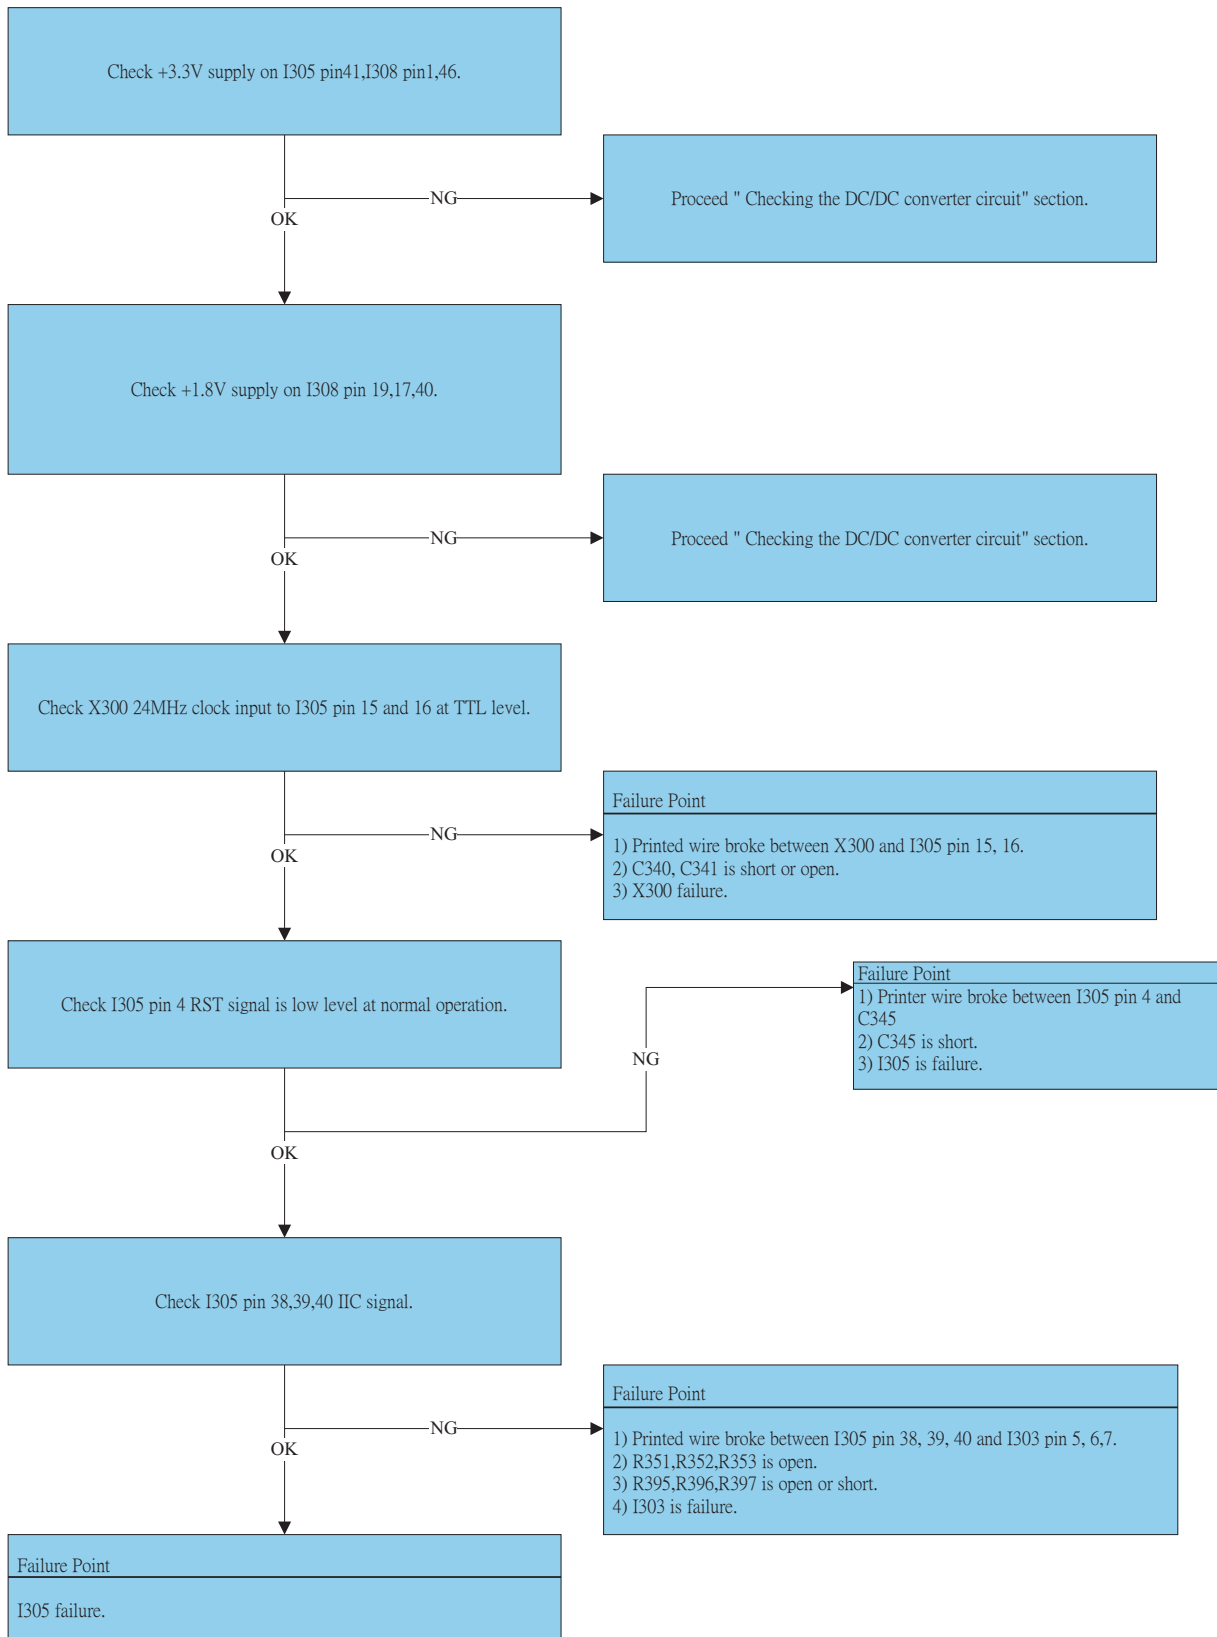 Check +3.3V supply on I305 pin41,I308 pin1,46.
NG
Proceed " Checking the DC/DC converter circuit" section.
OK
Check +1.8V supply on I308 pin 19,17,40.
NG
Proceed " Checking the DC/DC converter circuit" section.
OK
Check X300 24MHz clock input to I305 pin 15 and 16 at TTL level.
Failure Point
NG
1) Printed wire broke between X300 and I305 pin 15, 16.
2) C340, C341 is short or open.
3) X300 failure.
OK
Check I305 pin 4 RST signal is low level at normal operation.
Failure Point
1) Printer wire broke between I305 pin 4 and
C345
2) C345 is short.
3) I305 is failure.
NG
OK
Check I305 pin 38,39,40 IIC signal.
Failure Point
NG
1) Printed wire broke between I305 pin 38, 39, 40 and I303 pin 5, 6,7.
2) R351,R352,R353 is open.
3) R395,R396,R397 is open or short.
4) I303 is failure.
OK
Failure Point
I305 failure.